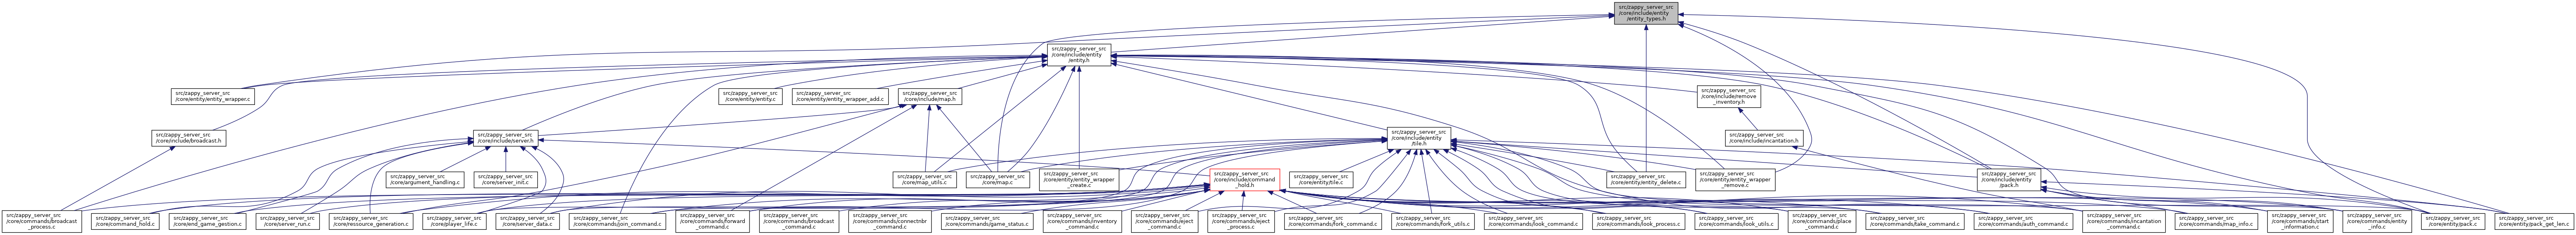 src/zappy_server_src
/core/include/entity
/entity_types.h
src/zappy_server_src
/core/include/entity
/entity.h
src/zappy_server_src
/core/entity/entity_wrapper.c
src/zappy_server_src
/core/entity/entity.c
src/zappy_server_src
/core/entity/entity_wrapper_add.c
src/zappy_server_src
/core/include/map.h
src/zappy_server_src
/core/include/remove
_inventory.h
src/zappy_server_src
/core/include/broadcast.h
src/zappy_server_src
/core/include/server.h
src/zappy_server_src
/core/include/entity
/tile.h
src/zappy_server_src
/core/include/incantation.h
src/zappy_server_src
/core/argument_handling.c
src/zappy_server_src
/core/server_init.c
src/zappy_server_src
/core/map_utils.c
src/zappy_server_src
/core/map.c
src/zappy_server_src
/core/entity/entity_wrapper
_create.c
src/zappy_server_src
/core/include/command
_hold.h
src/zappy_server_src
/core/entity/tile.c
src/zappy_server_src
/core/entity/entity_delete.c
src/zappy_server_src
/core/entity/entity_wrapper
_remove.c
src/zappy_server_src
/core/include/entity
/pack.h
src/zappy_server_src
/core/commands/broadcast
_process.c
src/zappy_server_src
/core/command_hold.c
src/zappy_server_src
/core/end_game_gestion.c
src/zappy_server_src
/core/server_run.c
src/zappy_server_src
/core/ressource_generation.c
src/zappy_server_src
/core/player_life.c
src/zappy_server_src
/core/server_data.c
src/zappy_server_src
/core/commands/join_command.c
src/zappy_server_src
/core/commands/forward
_command.c
src/zappy_server_src
/core/commands/broadcast
_command.c
src/zappy_server_src
/core/commands/connectnbr
_command.c
src/zappy_server_src
/core/commands/game_status.c
src/zappy_server_src
/core/commands/inventory
_command.c
src/zappy_server_src
/core/commands/eject
_command.c
src/zappy_server_src
/core/commands/eject
_process.c
src/zappy_server_src
/core/commands/fork_command.c
src/zappy_server_src
/core/commands/fork_utils.c
src/zappy_server_src
/core/commands/look_command.c
src/zappy_server_src
/core/commands/look_process.c
src/zappy_server_src
/core/commands/look_utils.c
src/zappy_server_src
/core/commands/place
_command.c
src/zappy_server_src
/core/commands/take_command.c
src/zappy_server_src
/core/commands/auth_command.c
src/zappy_server_src
/core/commands/incantation
_command.c
src/zappy_server_src
/core/commands/map_info.c
src/zappy_server_src
/core/commands/start
_information.c
src/zappy_server_src
/core/commands/entity
_info.c
src/zappy_server_src
/core/entity/pack.c
src/zappy_server_src
/core/entity/pack_get_len.c